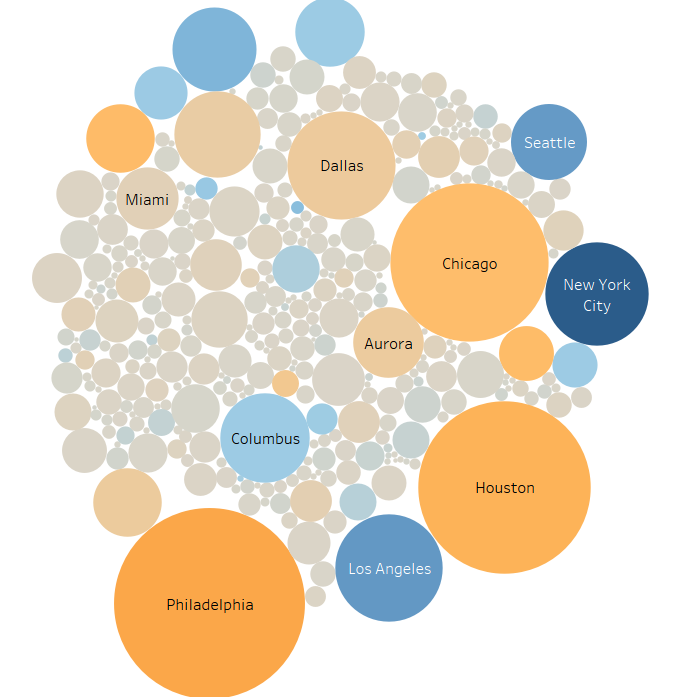 Seattle
Dallas
Miami
Chicago
New York
City
Aurora
Columbus
Houston
Los Angeles
Philadelphia